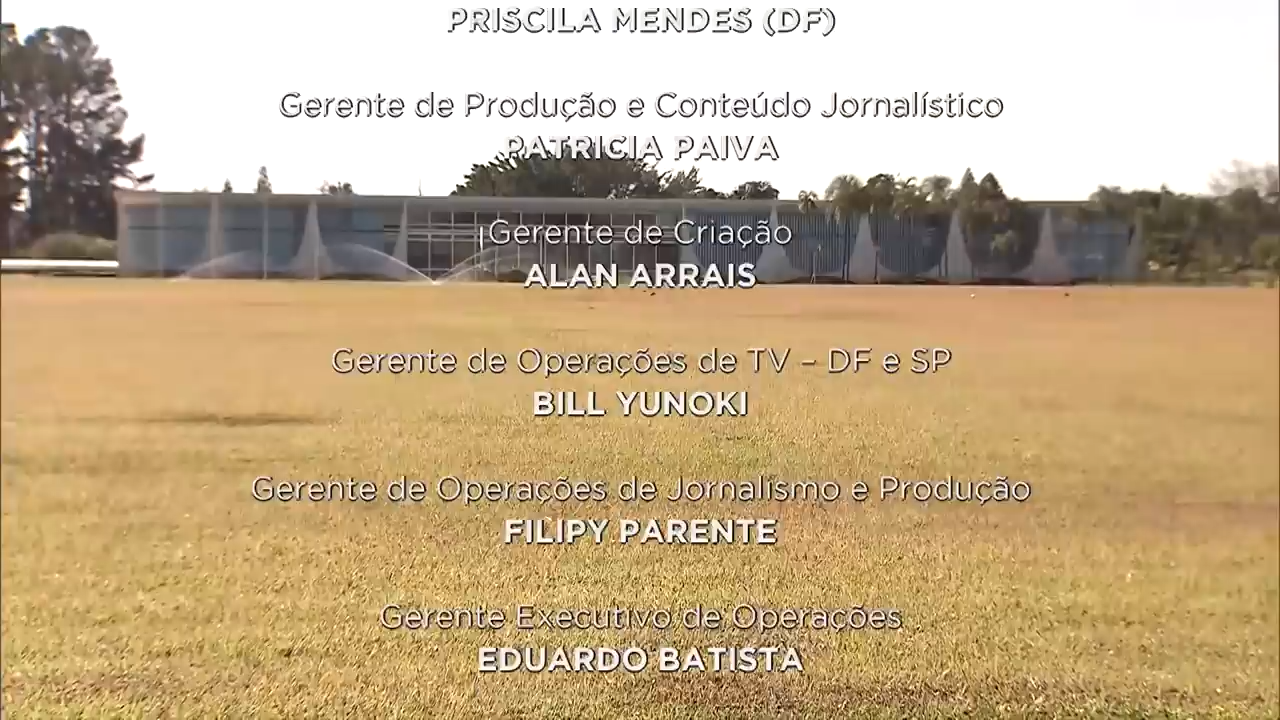 PRISCILA MENDES (DF)
Gerente de Produção e Conteúdo Jornalístico
PATRICIA PAIVA
Gerente de Criação
ALAN ARRAIS
Gerente de Operações de TV – DF e SP
BILL YUNOKI
Gerente de Operações de Jornalismo e Produção
FILIPY PARENTE
Gerente Executivo de Operações
EDUARDO BATISTA